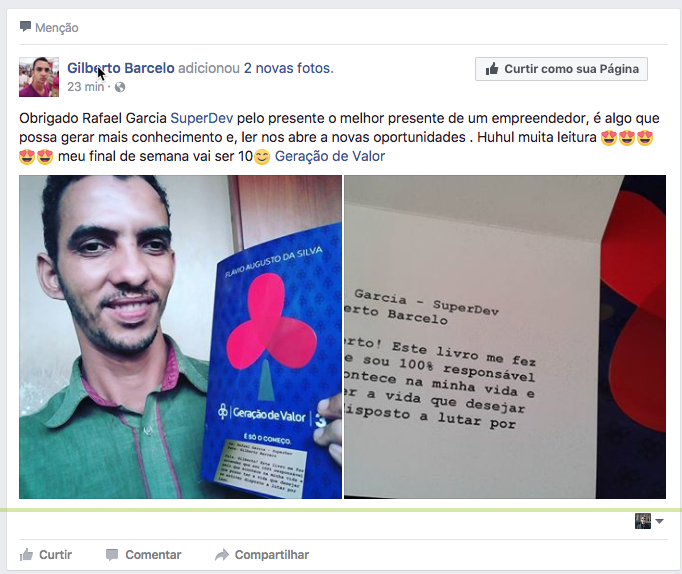 Menção
Gilberto Barcelo adicionou 2 novas fotos.
23 min ·
Curtir como sua Página
Obrigado Rafael Garcia SuperDev pelo presente o melhor presente de um empreendedor, é algo que
possa gerar mais conhecimento e, ler nos abre a novas oportunidades . Huhul muita leitura 😍😍😍
😍😍 meu final de semana vai ser 10😊 Geração de Valor
FLÁVIO AUGUSTO DA SILVA
Geração de Valor 3
É SÓ O COMEÇO.
Garcia - SuperDev
erto Barcelo
erto! Este livro me fez
e sou 100% responsável
ontece na minha vida e
er a vida que desejar
isposto a lutar por
Curtir
Comentar
Compartilhar